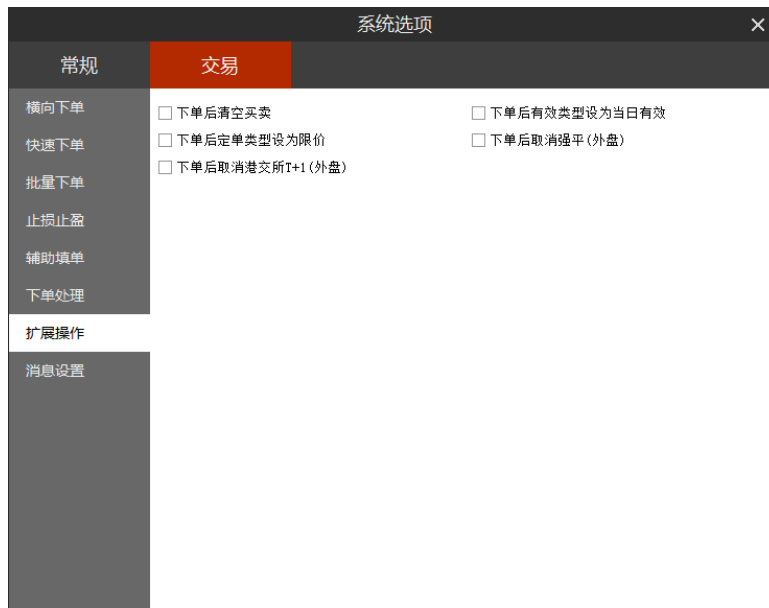 系统选项
常规 交易
横向下单
快速下单
批量下单
止损止盈
辅助填单
下单处理
扩展操作
消息设置
下单后清空买卖 下单后有效类型设为当日有效
下单后定单类型设为限价 下单后取消强平(外盘)
下单后取消港交所T+1(外盘)